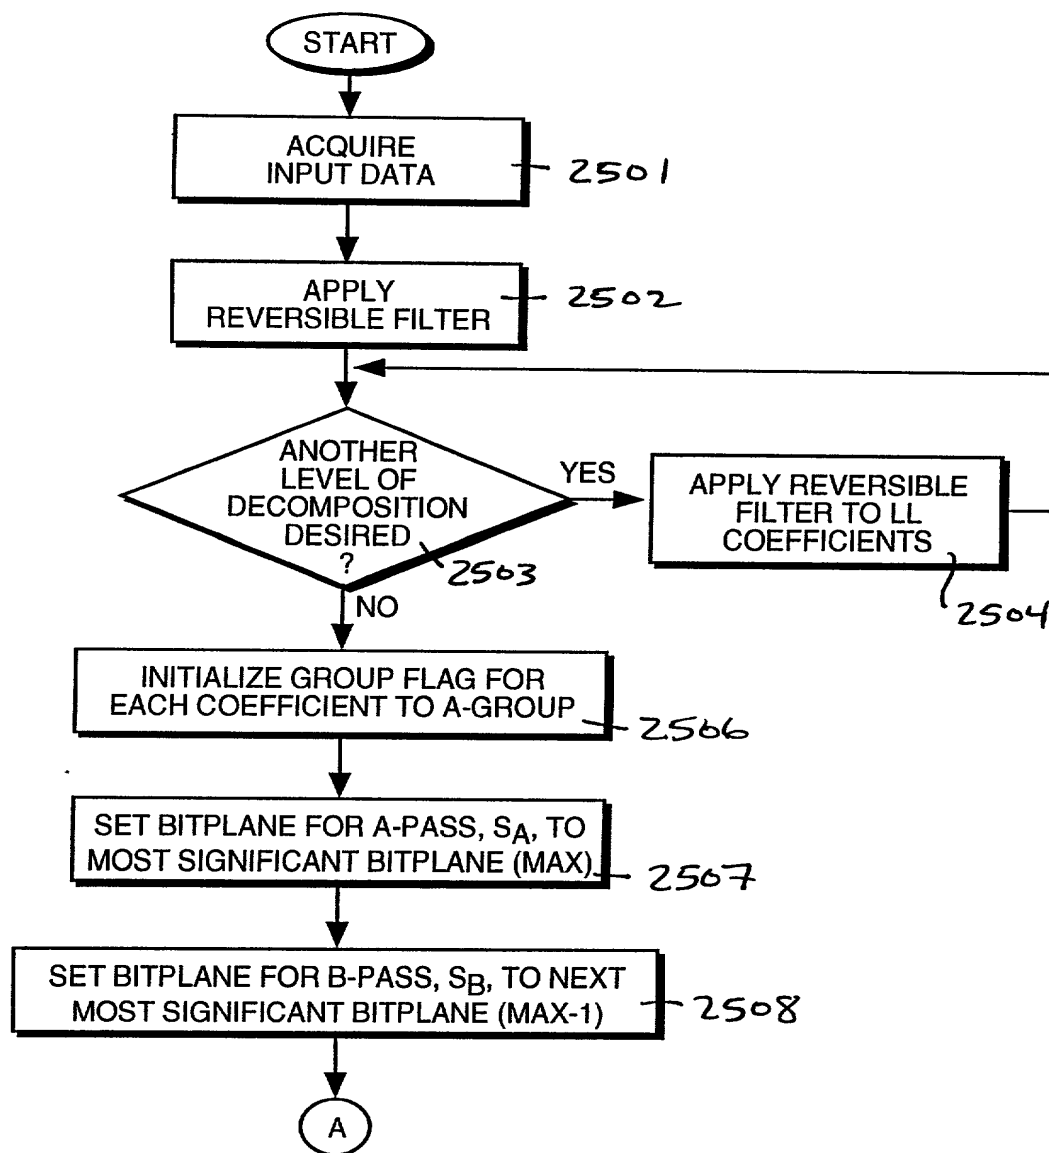 START
ACQUIRE
INPUT DATA
2501
APPLY
REVERSIBLE FILTER
2502
ANOTHER
LEVEL OF
DECOMPOSITION
DESIRED
?
2503
YES
APPLY REVERSIBLE
FILTER TO LL
COEFFICIENTS
2504
NO
INITIALIZE GROUP FLAG FOR
EACH COEFFICIENT TO A-GROUP
2506
SET BITPLANE FOR A-PASS, SA, TO
MOST SIGNIFICANT BITPLANE (MAX)
2507
SET BITPLANE FOR B-PASS, SB, TO NEXT
MOST SIGNIFICANT BITPLANE (MAX-1)
2508
A